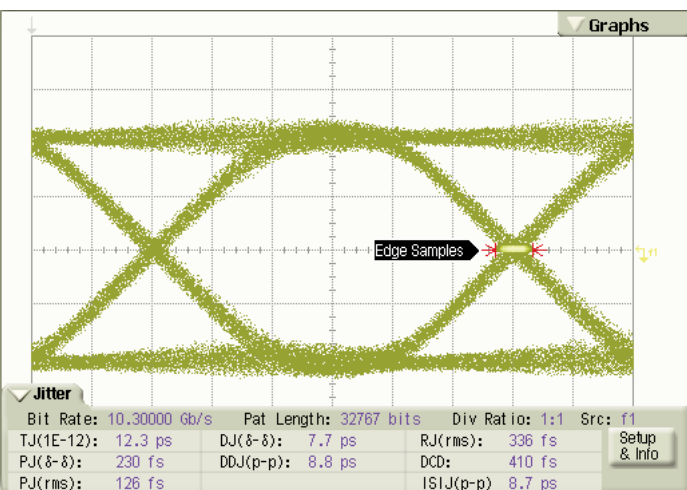 Graphs
Edge Samples
f1
Jitter
Bit Rate: 10.30000 Gb/s Pat Length: 32767 bits Div Ratio: 1:1 Src: f1
TJ(1E-12): 12.3 ps DJ(δ-δ): 7.7 ps RJ(rms): 336 fs
Setup & Info
PJ(δ-δ): 230 fs DDJ(p-p): 8.8 ps DCD: 410 fs
PJ(rms): 126 fs ISIJ(p-p) 8.7 ps